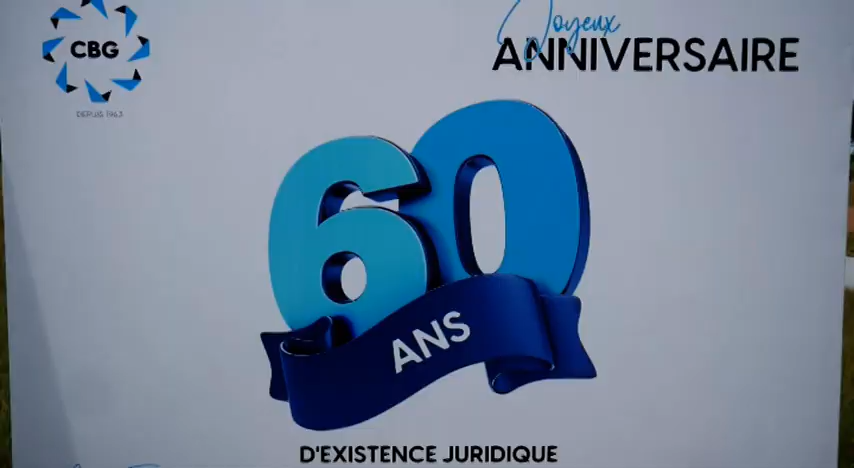 CBG
DEPUIS 1963
Joyeux
ANNIVERSAIRE
60
ANS
D'EXISTENCE JURIDIQUE